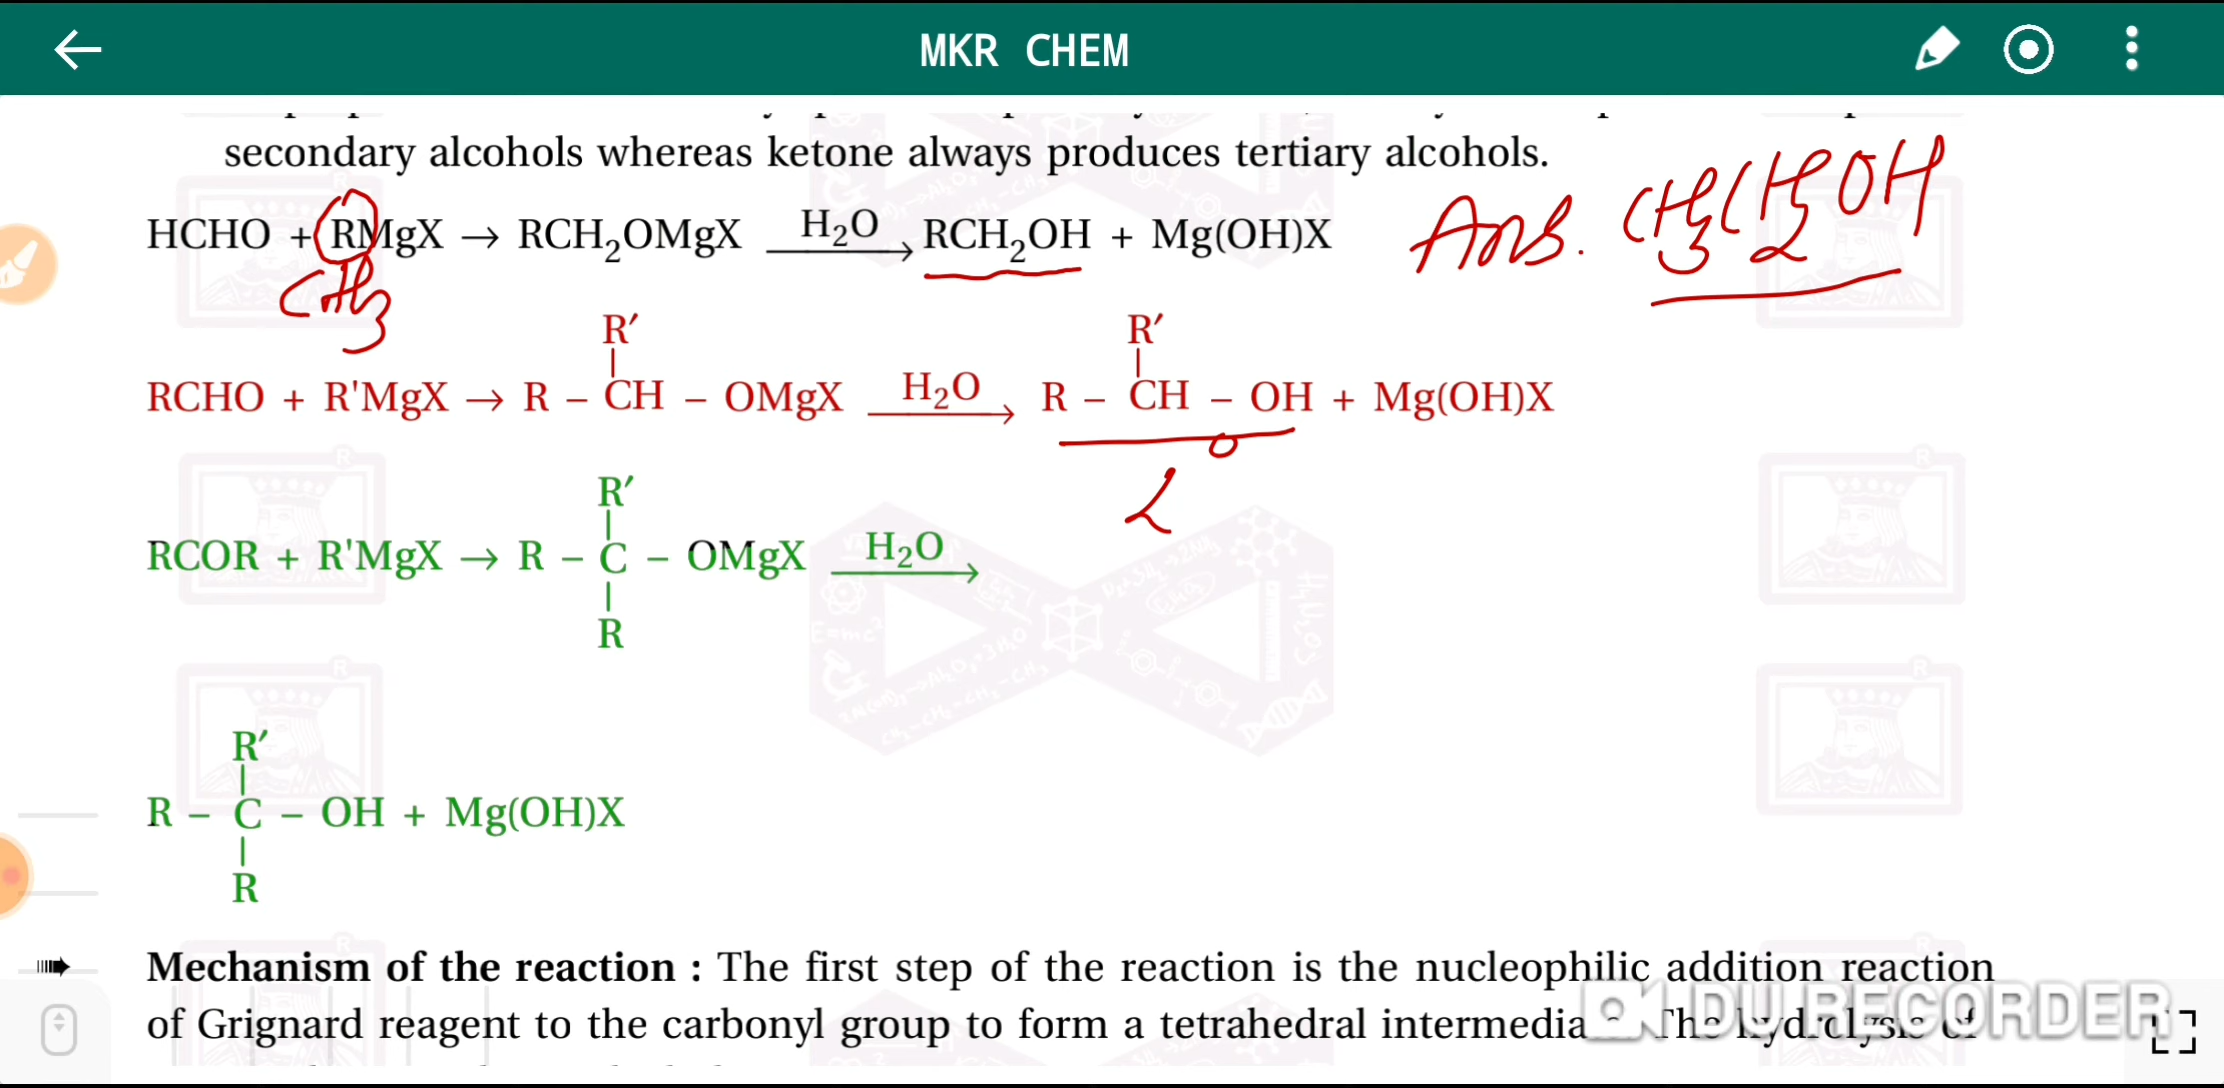 MKR CHEM
secondary alcohols whereas ketone always produces tertiary alcohols.
HCHO + RMgX → RCH₂OMgX H₂O → RCH₂OH + Mg(OH)X Ans. CH₃CH₂OH
CH₃
R′ R′
RCHO + R'MgX → R – CH – OMgX H₂O → R – CH – OH + Mg(OH)X
2°
R′
RCOR + R'MgX → R – C – OMgX H₂O →
R
R′
R – C – OH + Mg(OH)X
R
Mechanism of the reaction : The first step of the reaction is the nucleophilic addition reaction
of Grignard reagent to the carbonyl group to form a tetrahedral The hydrolysis of
DU RECORDER